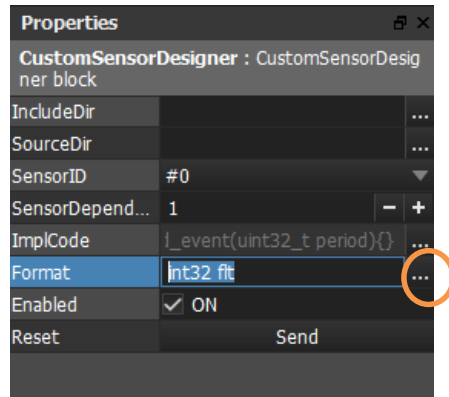 Properties
CustomSensorDesigner : CustomSensorDesig
ner block
IncludeDir ...
SourceDir ...
SensorID #0
SensorDepend... 1 − +
ImplCode d_event(uint32_t period){} ...
Format int32 flt ...
Enabled ON
Reset Send